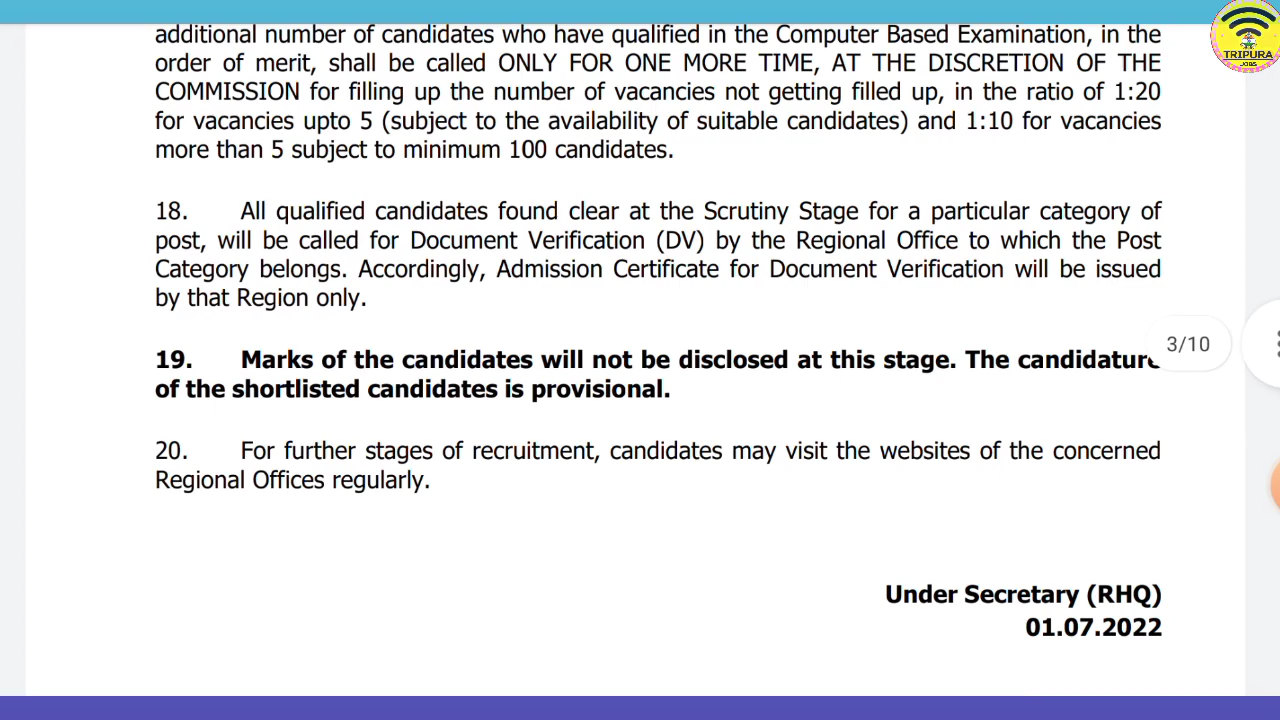 additional number of candidates who have qualified in the Computer Based Examination, in the
order of merit, shall be called ONLY FOR ONE MORE TIME, AT THE DISCRETION OF THE
COMMISSION for filling up the number of vacancies not getting filled up, in the ratio of 1:20
for vacancies upto 5 (subject to the availability of suitable candidates) and 1:10 for vacancies
more than 5 subject to minimum 100 candidates.
18. All qualified candidates found clear at the Scrutiny Stage for a particular category of
post, will be called for Document Verification (DV) by the Regional Office to which the Post
Category belongs. Accordingly, Admission Certificate for Document Verification will be issued
by that Region only.
19. Marks of the candidates will not be disclosed at this stage. The candidature
of the shortlisted candidates is provisional.
20. For further stages of recruitment, candidates may visit the websites of the concerned
Regional Offices regularly.
Under Secretary (RHQ)
01.07.2022
3/10
TRIPURA
JOBS